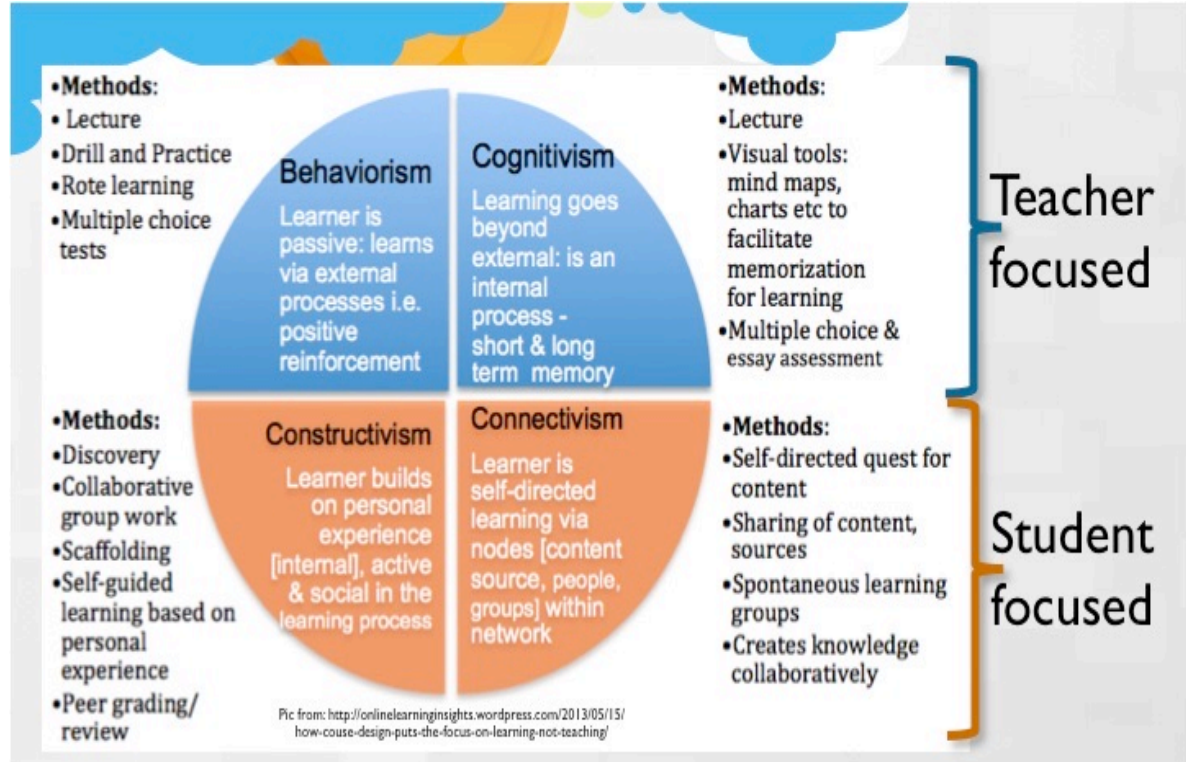 •Methods:
• Lecture
•Drill and Practice
•Rote learning
•Multiple choice
tests
Behaviorism
Learner is
passive: learns
via external
processes i.e.
positive
reinforcement
Cognitivism
Learning goes
beyond
external: is an
internal
process -
short & long
term memory
•Methods:
•Lecture
•Visual tools:
mind maps,
charts etc to
facilitate
memorization
for learning
•Multiple choice &
essay assessment
Teacher
focused
•Methods:
•Discovery
•Collaborative
group work
•Scaffolding
•Self-guided
learning based on
personal
experience
•Peer grading/
review
Constructivism
Learner builds
on personal
experience
[internal], active
& social in the
learning process
Connectivism
Learner is
self-directed
learning via
nodes [content
source, people,
groups] within
network
•Methods:
•Self-directed quest for
content
•Sharing of content,
sources
•Spontaneous learning
groups
•Creates knowledge
collaboratively
Student
focused
Pic from: http://onlinelearninginsights.wordpress.com/2013/05/15/
how-couse-design-puts-the-focus-on-learning-not-teaching/